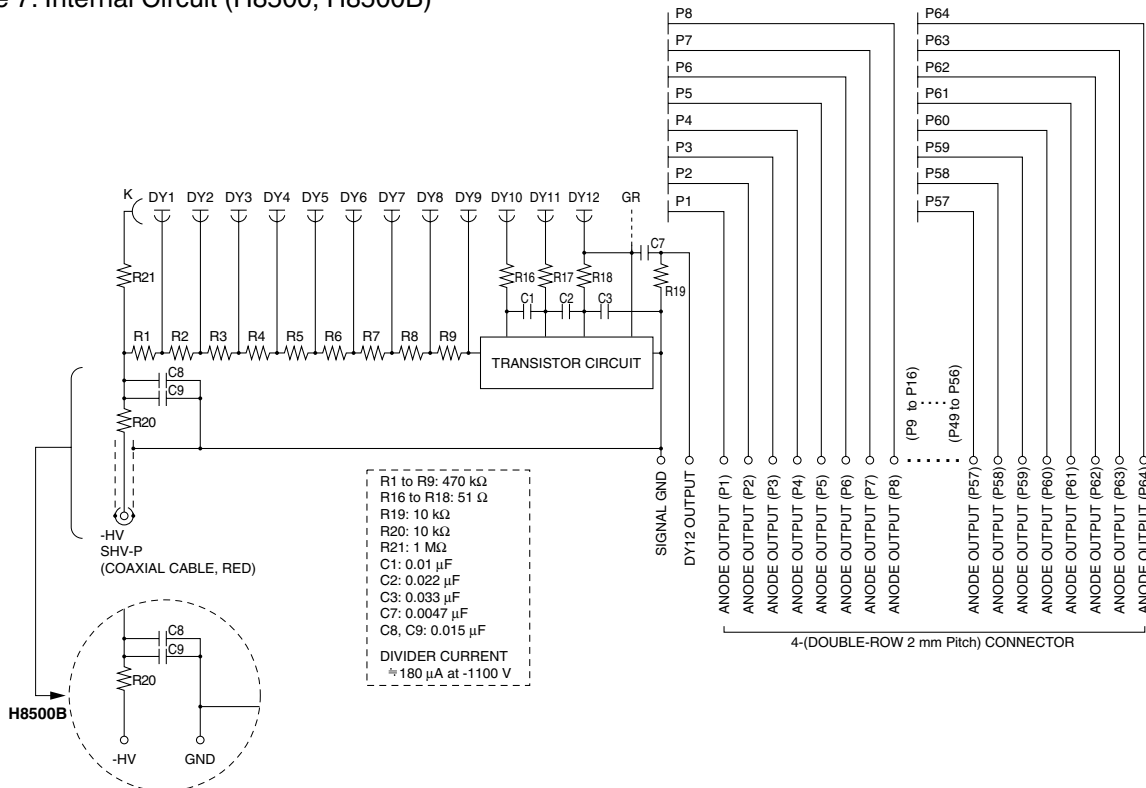 7. Internal Circuit (H8500, H8500B)
P8
P7
P6
P5
P4
P3
P2
P1
P64
P63
P62
P61
P60
P59
P58
P57
K DY1 DY2 DY3 DY4 DY5 DY6 DY7 DY8 DY9 DY10 DY11 DY12 GR
C7
R21 R16 R17 R18 R19
C1 C2 C3
R1 R2 R3 R4 R5 R6 R7 R8 R9
TRANSISTOR CIRCUIT
C8
C9
R20
-HV
SHV-P
(COAXIAL CABLE, RED)
R1 to R9: 470 kΩ
R16 to R18: 51 Ω
R19: 10 kΩ
R20: 10 kΩ
R21: 1 MΩ
C1: 0.01 µF
C2: 0.022 µF
C3: 0.033 µF
C7: 0.0047 µF
C8, C9: 0.015 µF
DIVIDER CURRENT
≒180 µA at -1100 V
(P9 to P16)
(P49 to P56)
SIGNAL GND
DY12 OUTPUT
ANODE OUTPUT (P1)
ANODE OUTPUT (P2)
ANODE OUTPUT (P3)
ANODE OUTPUT (P4)
ANODE OUTPUT (P5)
ANODE OUTPUT (P6)
ANODE OUTPUT (P7)
ANODE OUTPUT (P8)
ANODE OUTPUT (P57)
ANODE OUTPUT (P58)
ANODE OUTPUT (P59)
ANODE OUTPUT (P60)
ANODE OUTPUT (P61)
ANODE OUTPUT (P62)
ANODE OUTPUT (P63)
ANODE OUTPUT (P64)
4-(DOUBLE-ROW 2 mm Pitch) CONNECTOR
C8
C9
R20
H8500B
-HV GND